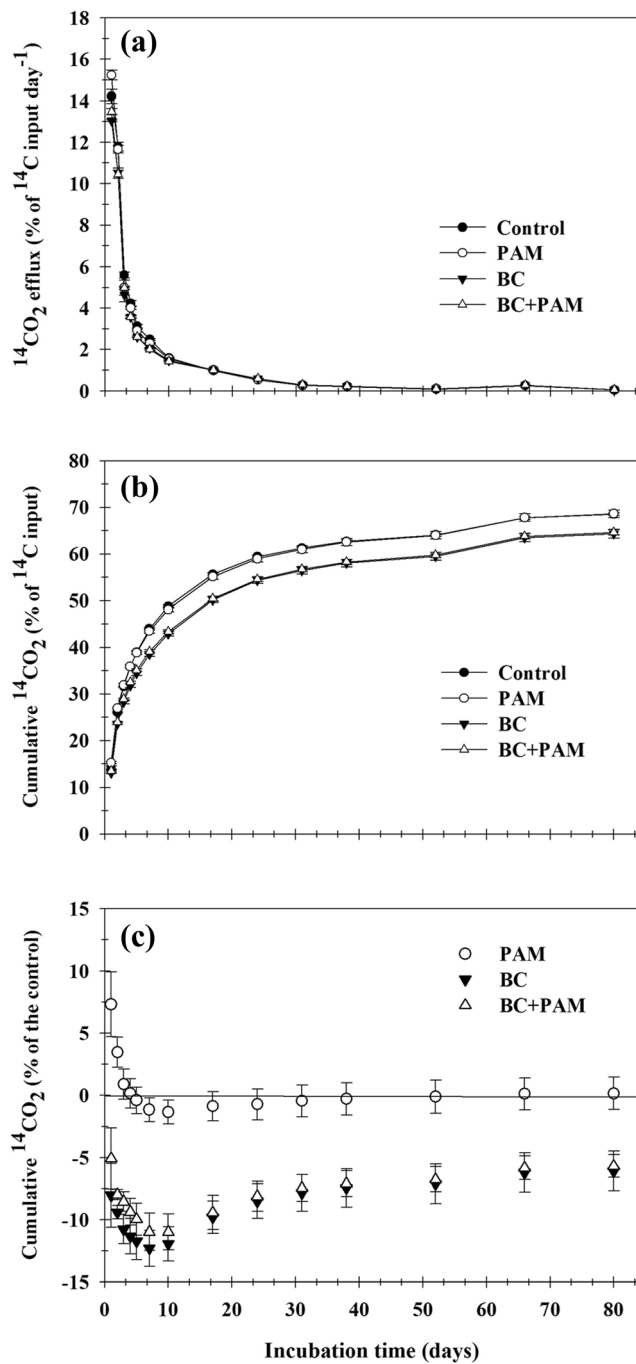 (a)
¹⁴CO₂ efflux (% of ¹⁴C input day⁻¹)
18
16
14
12
10
8
6
4
2
0
Control
PAM
BC
BC+PAM
(b)
Cumulative ¹⁴CO₂ (% of ¹⁴C input)
80
70
60
50
40
30
20
10
0
Control
PAM
BC
BC+PAM
(c)
Cumulative ¹⁴CO₂ (% of the control)
15
10
5
0
-5
-10
-15
PAM
BC
BC+PAM
0 10 20 30 40 50 60 70 80
Incubation time (days)